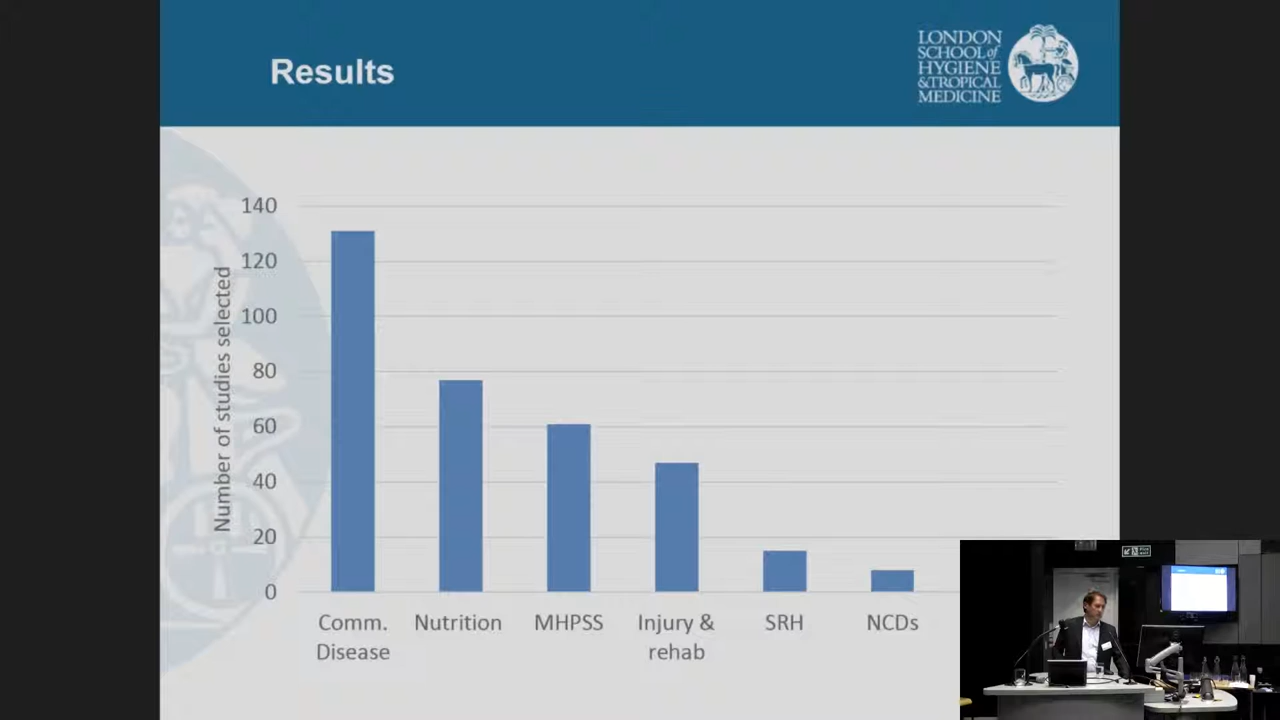 Results
LONDON
SCHOOL of
HYGIENE
& TROPICAL
MEDICINE
Number of studies selected
140
120
100
80
60
40
20
0
Comm.
Disease
Nutrition
MHPSS
Injury &
rehab
SRH
NCDs